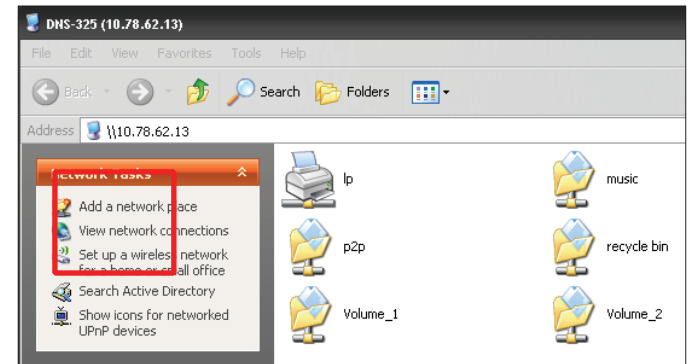 DNS-325 (10.78.62.13)
File Edit View Favorites Tools Help
Back Search Folders
Address \\10.78.62.13
Network Tasks
Add a network place
View network connections
Set up a wireless network
for a home or small office
Search Active Directory
Show icons for networked
UPnP devices
lp music
p2p recycle bin
Volume_1 Volume_2